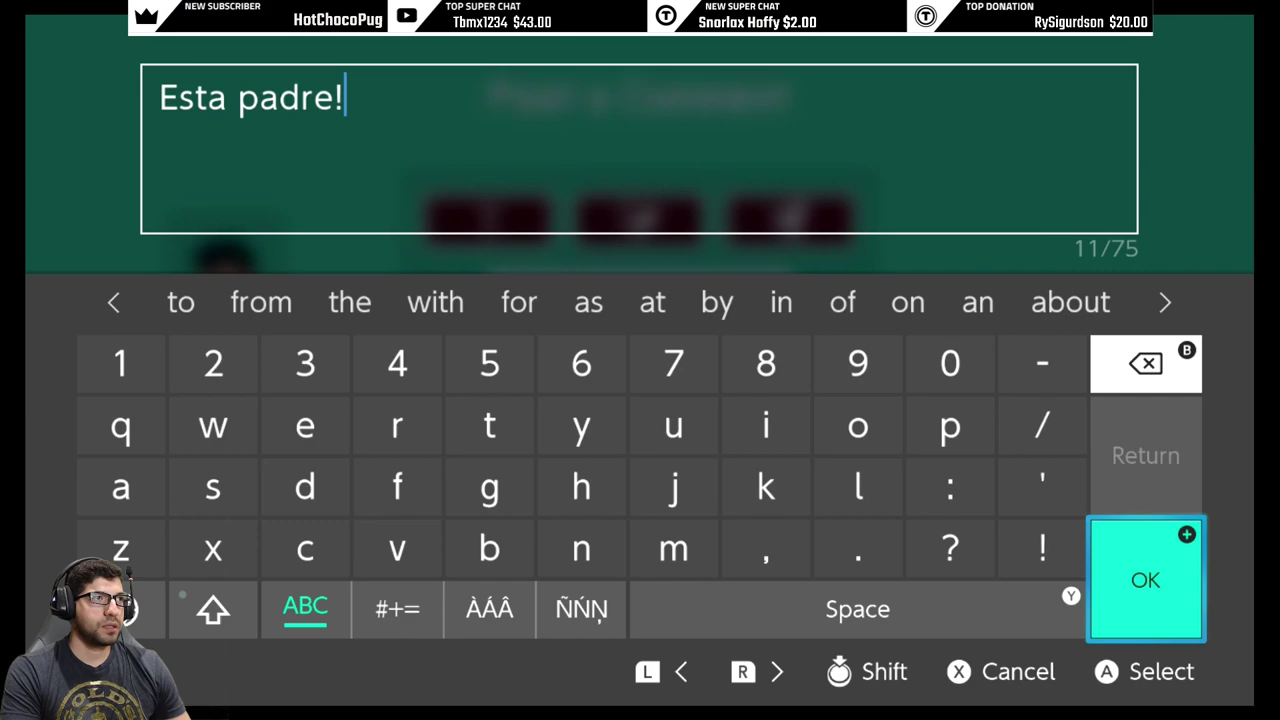 NEW SUBSCRIBER
HotChocoPug
TOP SUPER CHAT
Tbmx1234 $43.00
NEW SUPER CHAT
Snorlax Hoffy $2.00
TOP DONATION
RySigurdson $20.00
Esta padre!
11/75
< to from the with for as at by in of on an about >
1 2 3 4 5 6 7 8 9 0 - B
q w e r t y u i o p / Return
a s d f g h j k l : '
z x c v b n m , . ? ! + OK
ABC #+= ÀÁÂ ÑŃŅ Space Y
L < R > Shift X Cancel A Select
GOLD'S